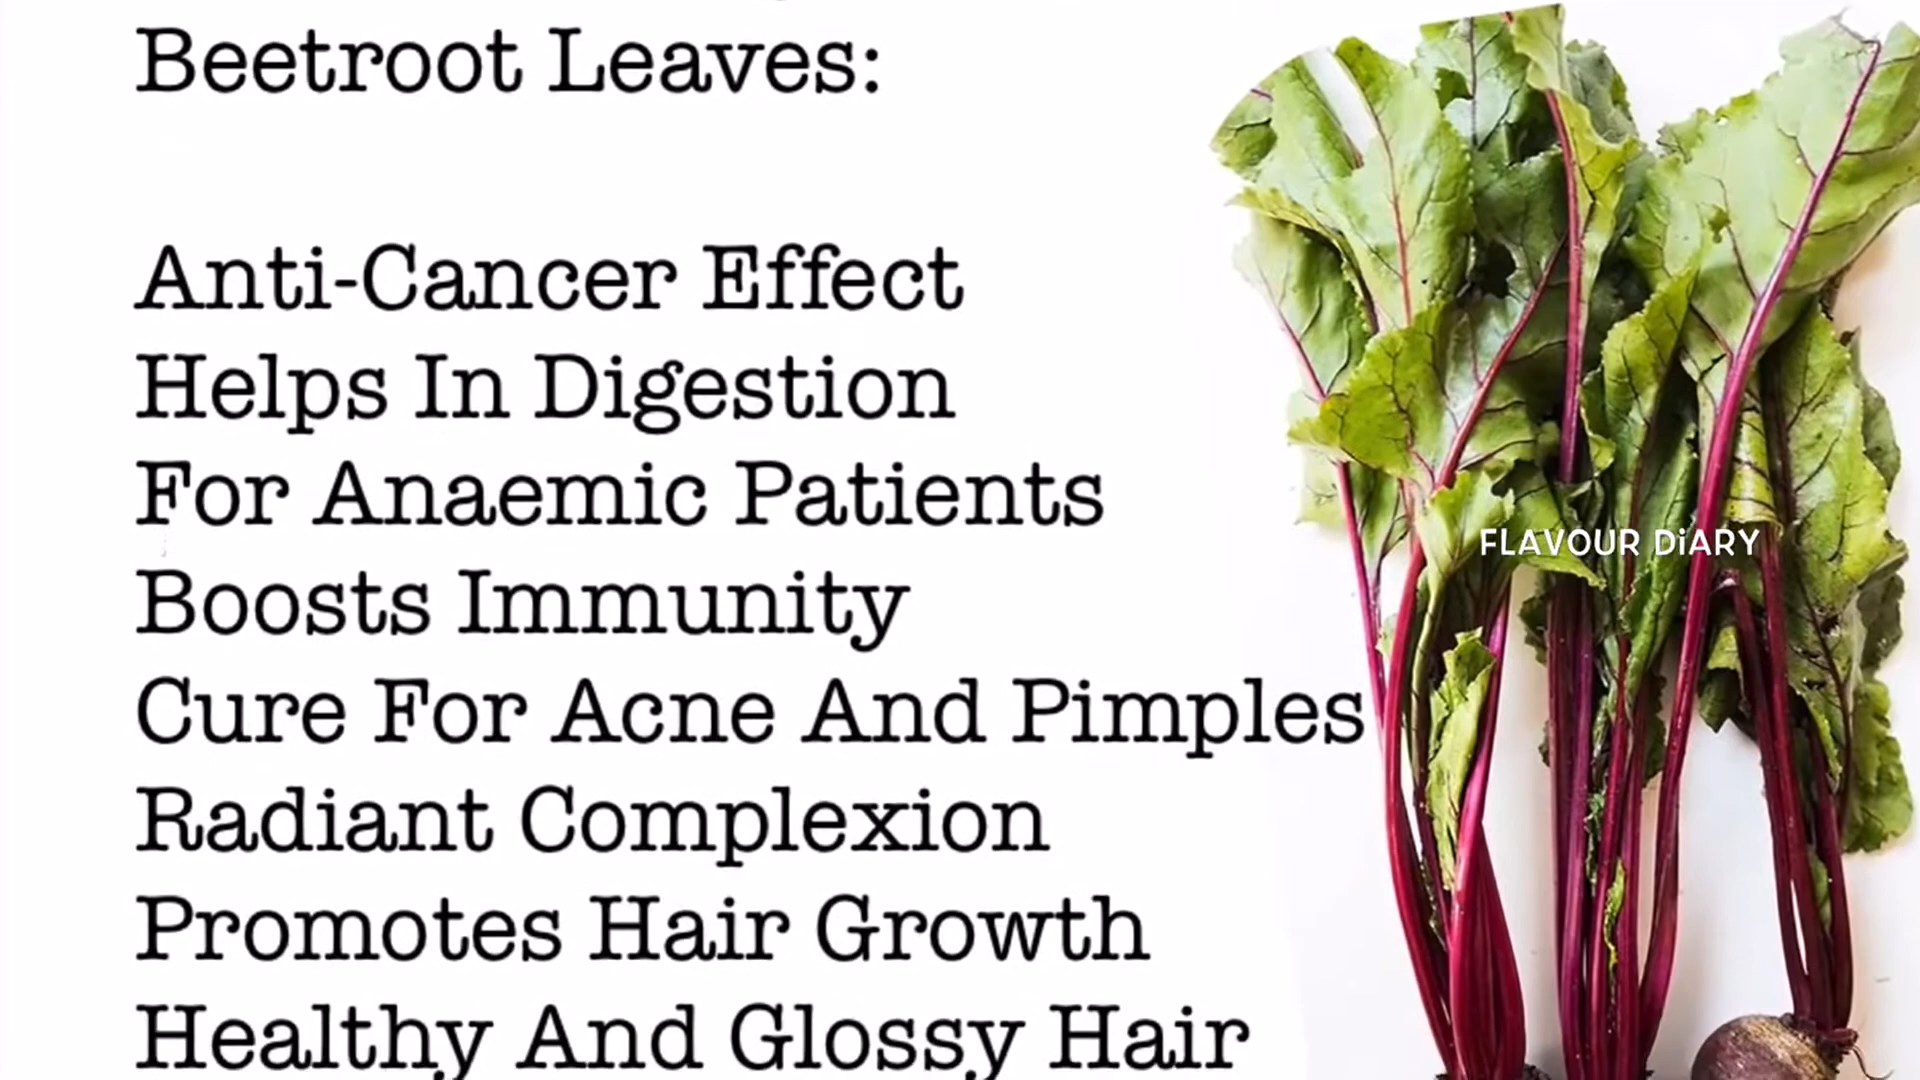 Beetroot Leaves:
Anti-Cancer Effect
Helps In Digestion
For Anaemic Patients
Boosts Immunity
Cure For Acne And Pimples
Radiant Complexion
Promotes Hair Growth
Healthy And Glossy Hair
FLAVOUR DiARY